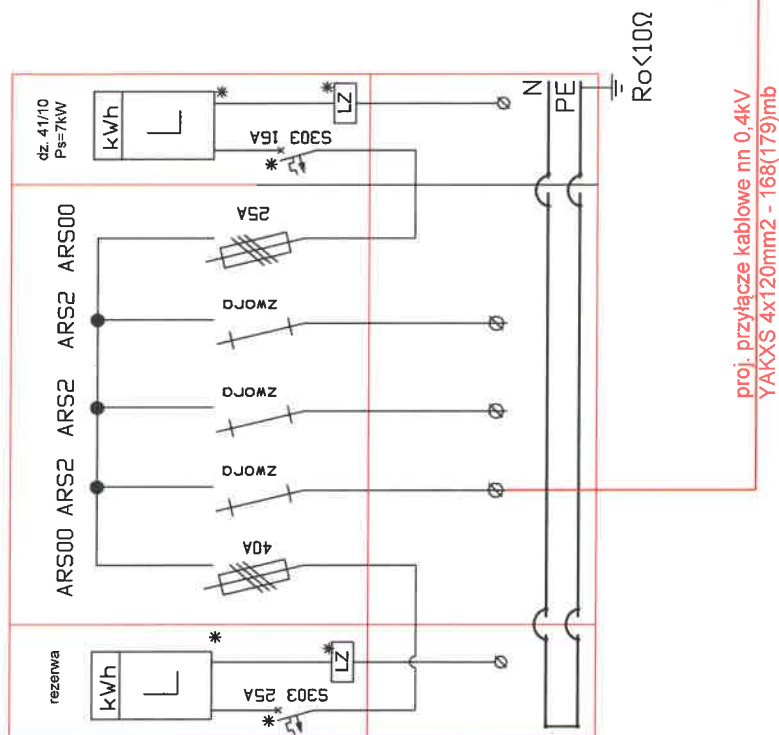 dz. 41/10
Ps=7kW
kWh
L
*
*
LZ
S303 16A
*
N
PE
Ro<10Ω
ARS00
25A
ARS2
zwora
ARS2
zwora
ARS2
zwora
ARS00
40A
rezerwa
kWh
L
*
*
LZ
S303 25A
*
proj. przyłącze kablowe nn 0,4kV
YAKXS 4x120mm2 - 168(179)mb